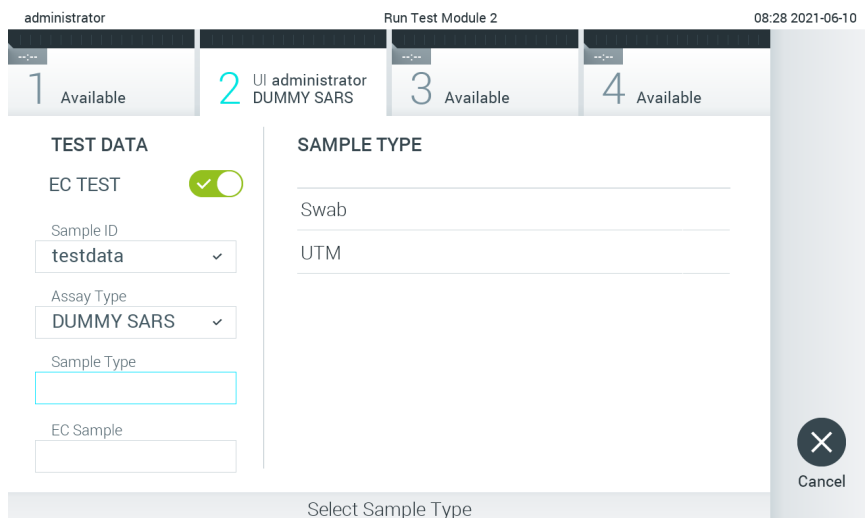 administrator
Run Test Module 2
08:28 2021-06-10
--:--
1 Available
2 UI administrator
DUMMY SARS
--:--
3 Available
--:--
4 Available
TEST DATA
EC TEST
Sample ID
testdata
Assay Type
DUMMY SARS
Sample Type
EC Sample
SAMPLE TYPE
Swab
UTM
Cancel
Select Sample Type